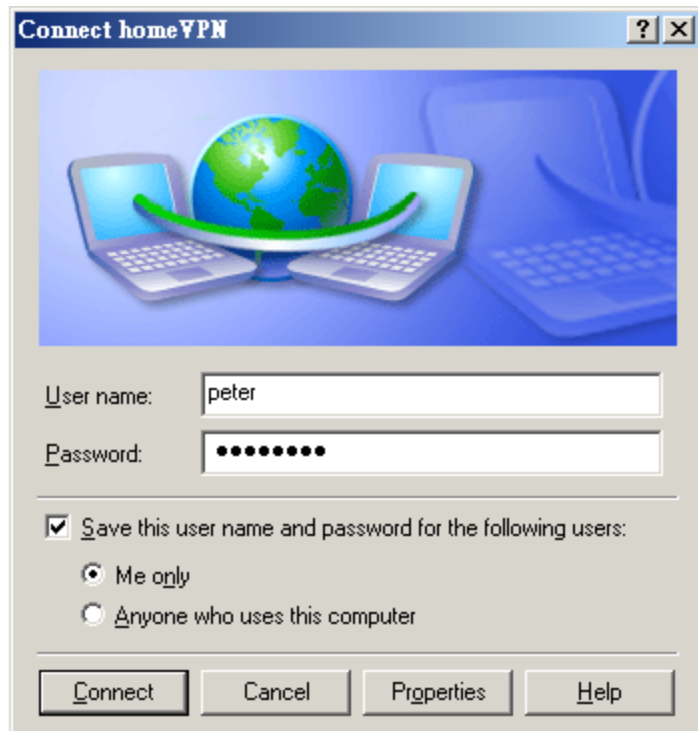 Connect homeVPN
User name: peter
Password: ●●●●●●●●
Save this user name and password for the following users:
Me only
Anyone who uses this computer
Connect Cancel Properties Help